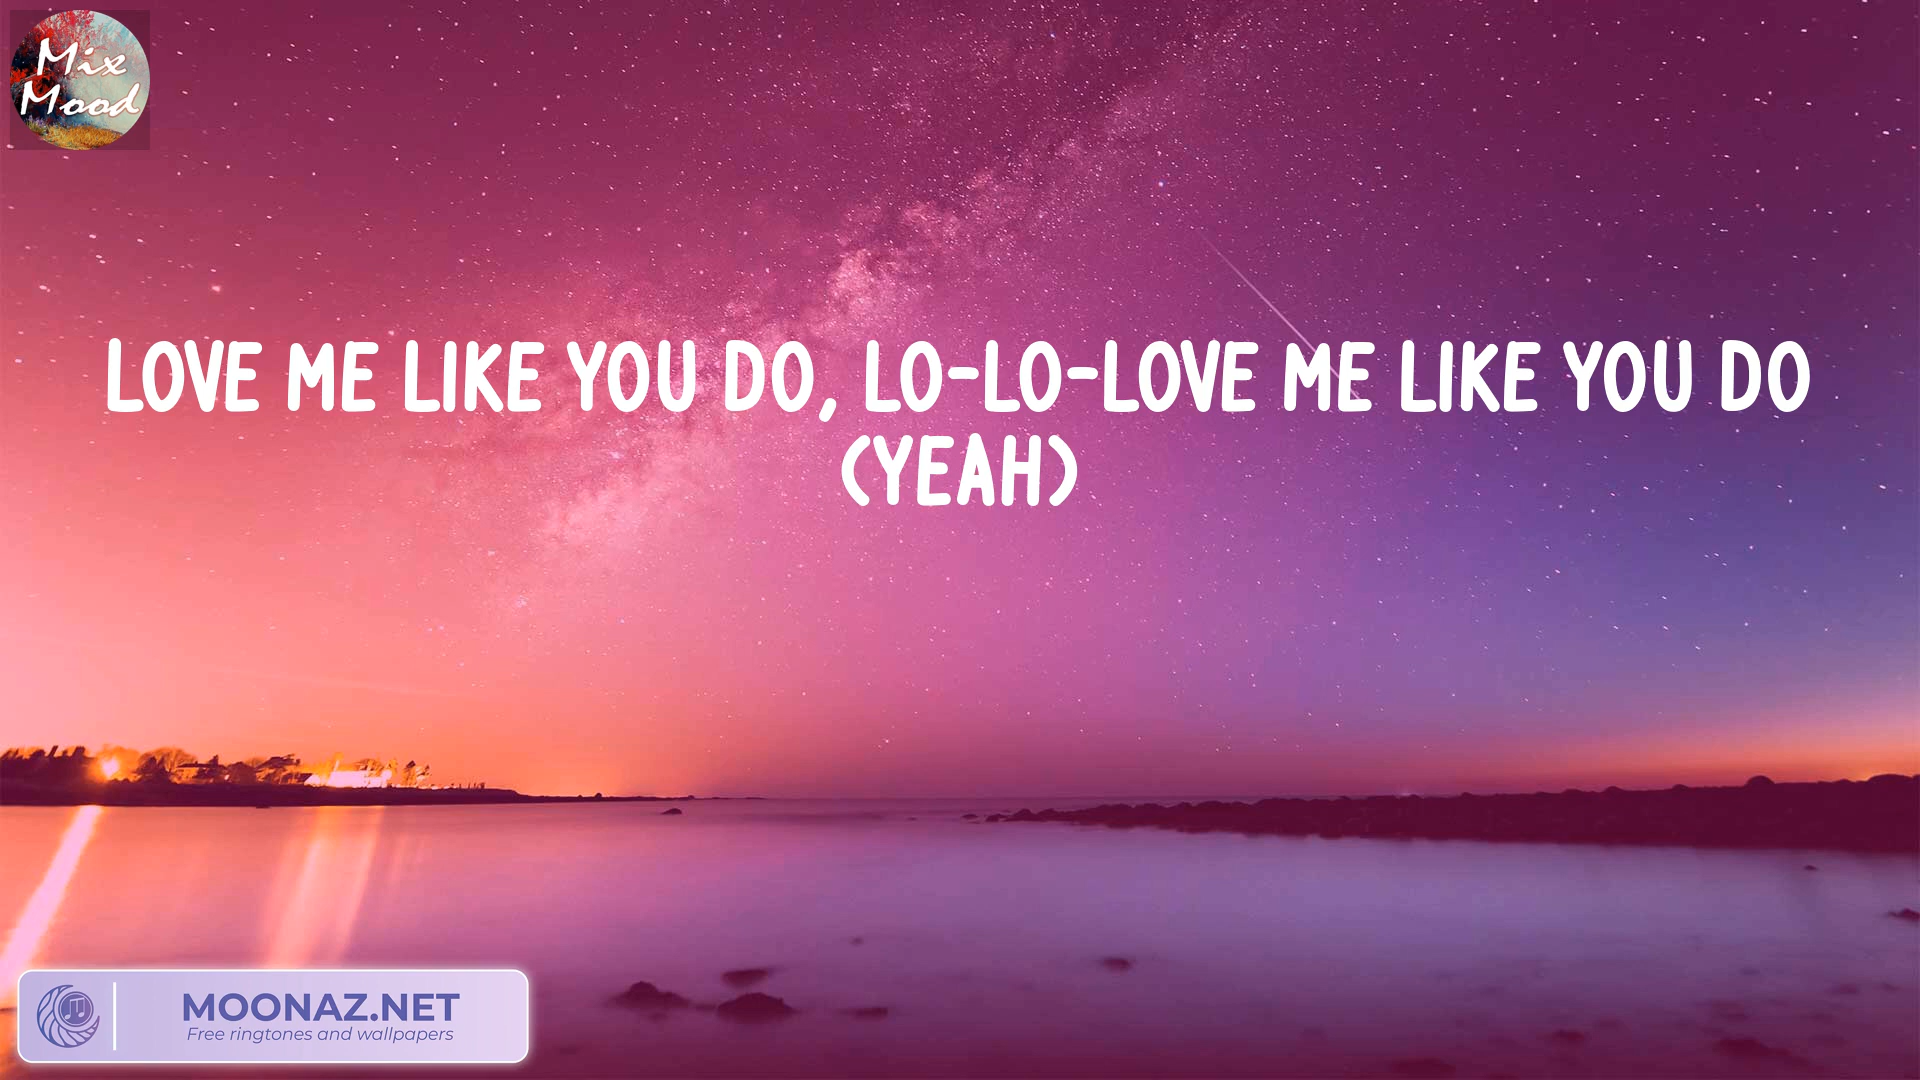 Mix
Mood
LOVE ME LIKE YOU DO, LO-LO-LOVE ME LIKE YOU DO
(YEAH)
MOONAZ.NET
Free ringtones and wallpapers